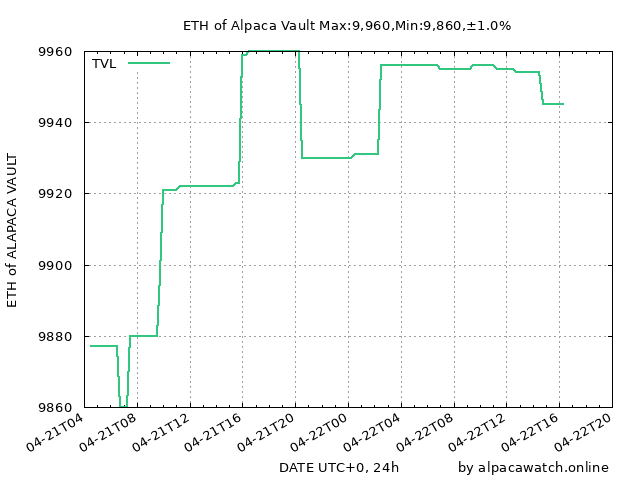 ETH of Alpaca Vault Max:9,960,Min:9,860,±1.0%
TVL
9960
9940
9920
9900
9880
9860
ETH of ALAPACA VAULT
04-21T04
04-21T08
04-21T12
04-21T16
04-21T20
04-22T00
04-22T04
04-22T08
04-22T12
04-22T16
04-22T20
DATE UTC+0, 24h
by alpacawatch.online